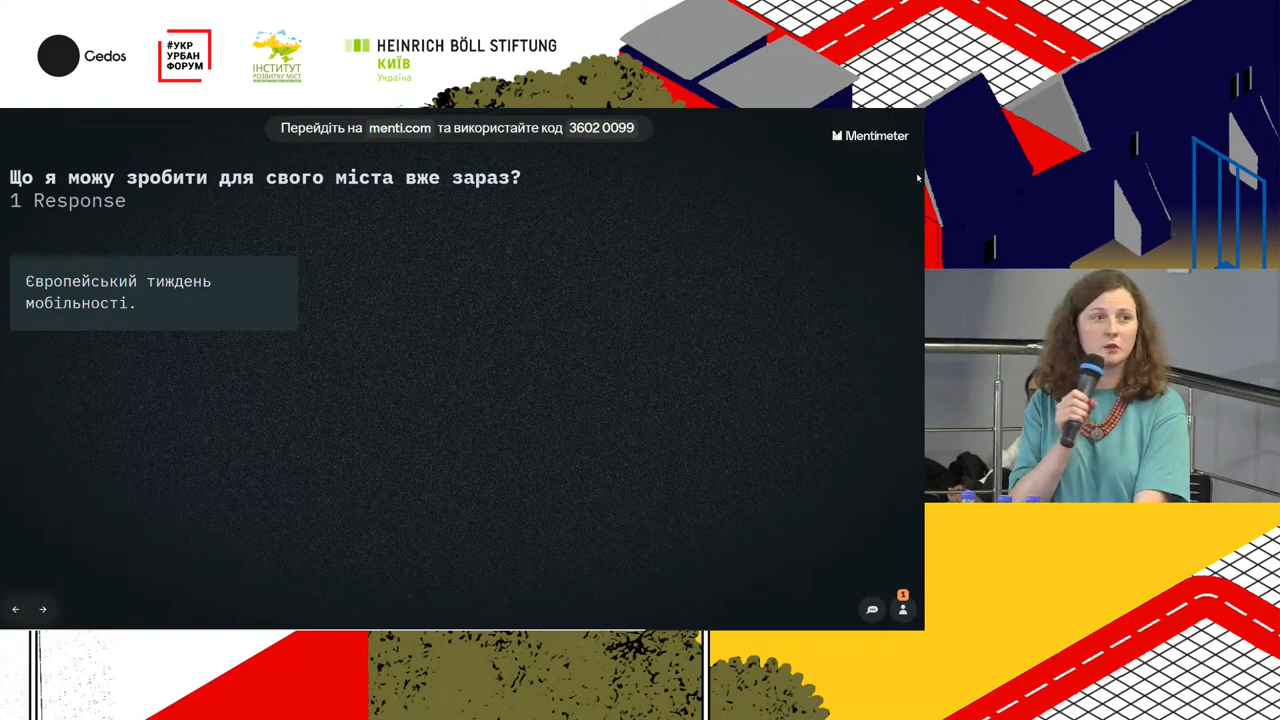 Cedos
#УКР
УРБАН
ФОРУМ
ІНСТИТУТ
РОЗВИТКУ МІСТ
HEINRICH BÖLL STIFTUNG
КИЇВ
Україна
Перейдіть на menti.com та використайте код 3602 0099
Mentimeter
Що я можу зробити для свого міста вже зараз?
1 Response
Європейський тиждень
мобільності.
1